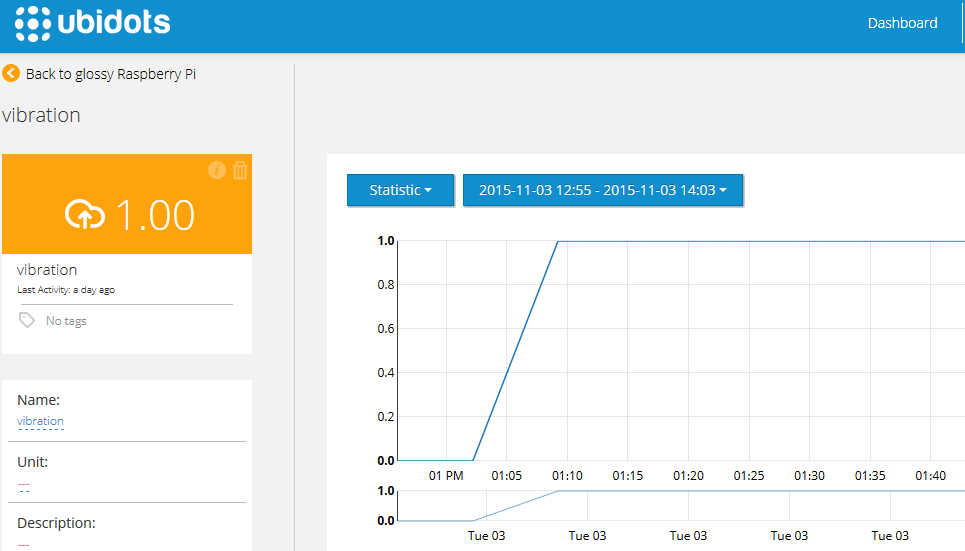 ubidots
Dashboard
Back to glossy Raspberry Pi
vibration
1.00
vibration
Last Activity: a day ago
No tags
Name:
vibration
Unit:
---
Description:
---
Statistic
2015-11-03 12:55 - 2015-11-03 14:03
1.0
0.8
0.6
0.4
0.2
0.0
01 PM 01:05 01:10 01:15 01:20 01:25 01:30 01:35 01:40
1.0
0.0
Tue 03 Tue 03 Tue 03 Tue 03 Tue 03